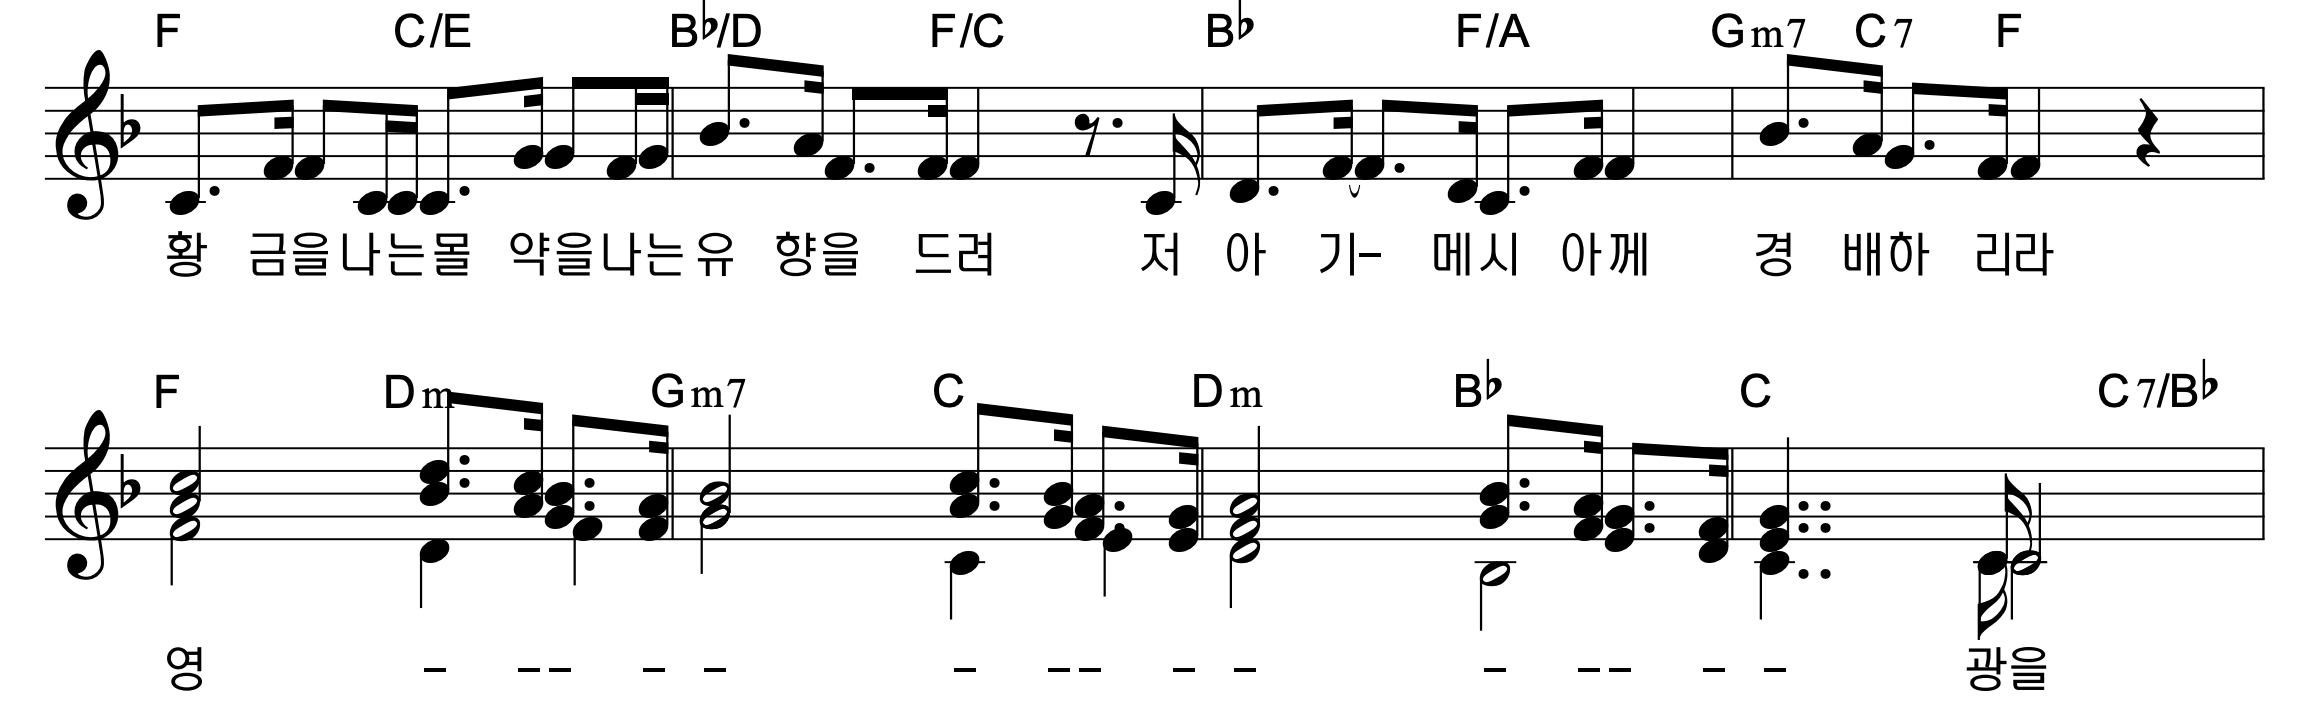 F C/E B♭/D F/C B♭ F/A Gm7 C7 F
황 금을나는몰 약을나는유 향을 드려 저 아 기– 메시 아께 경 배하 리라
F Dm Gm7 C Dm B♭ C C7/B♭
영 – – – – – – – – – – – – – – – 광을